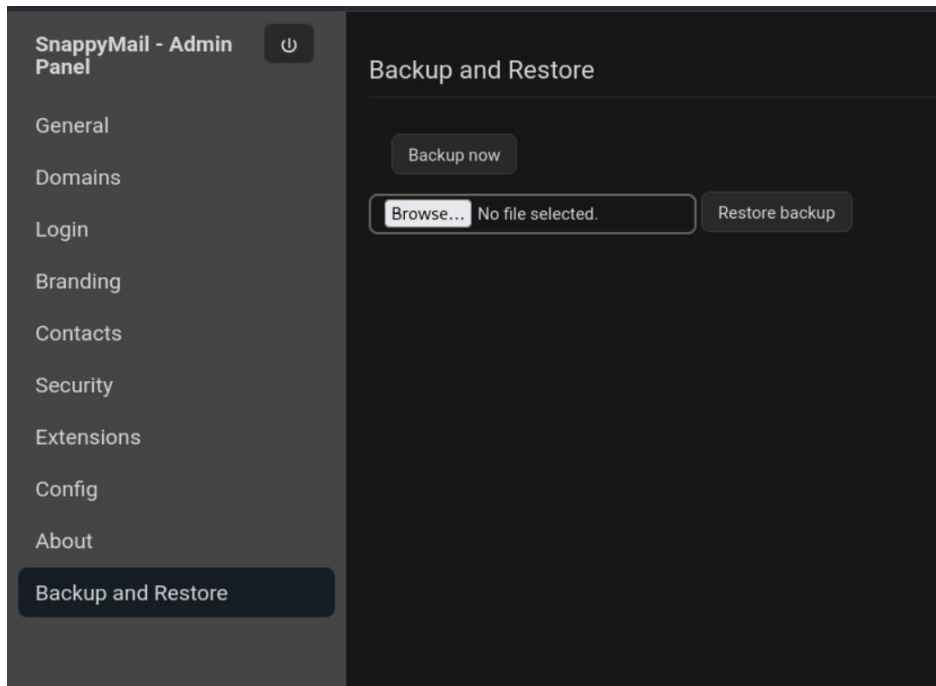 SnappyMail - Admin
Panel
General
Domains
Login
Branding
Contacts
Security
Extensions
Config
About
Backup and Restore
Backup and Restore
Backup now
Browse... No file selected.
Restore backup